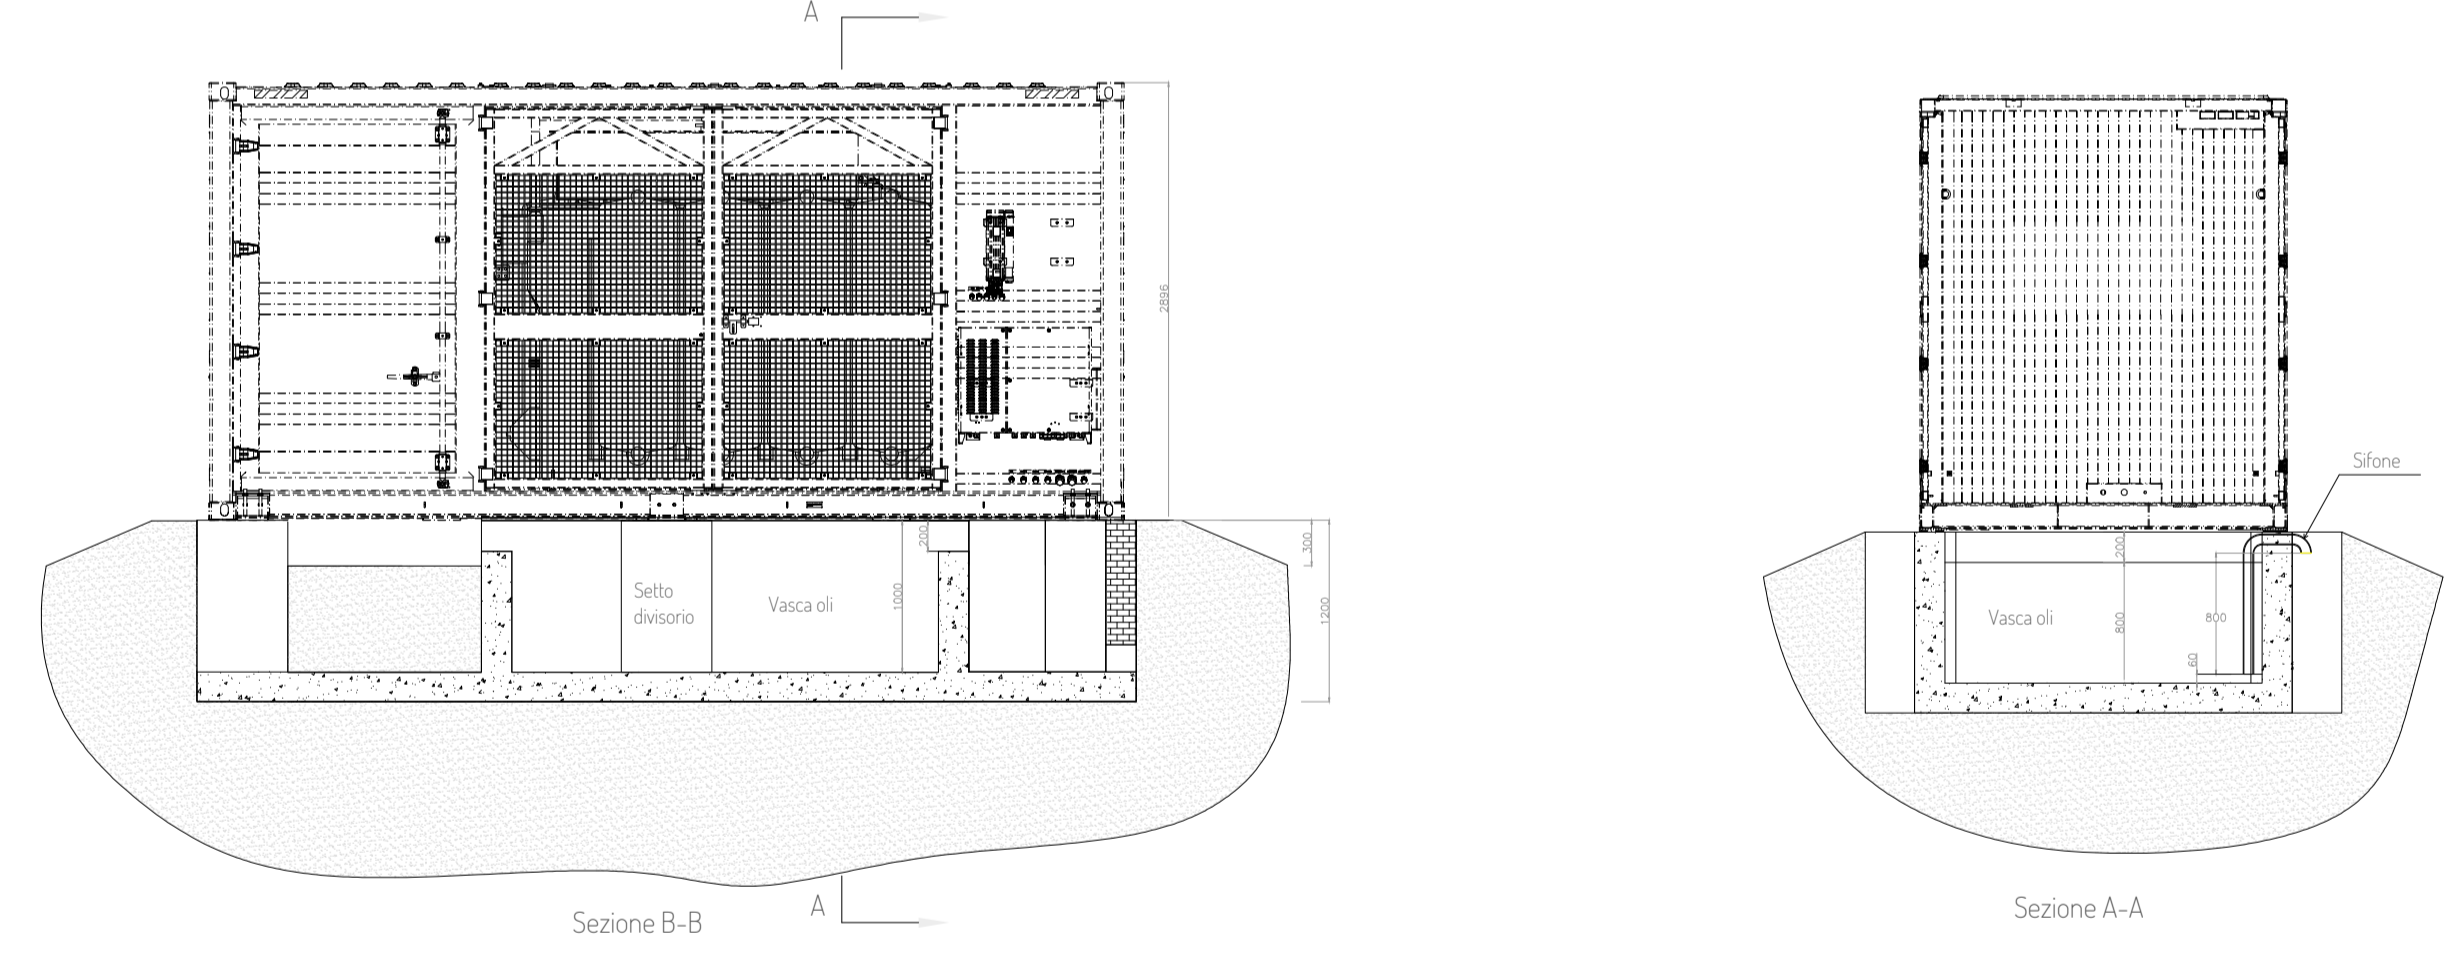 A
2896
Sifone
200
300
200
Setto
divisorio
Vasca oli
1000
1200
Vasca oli
800
800
60
A
Sezione B-B
Sezione A-A